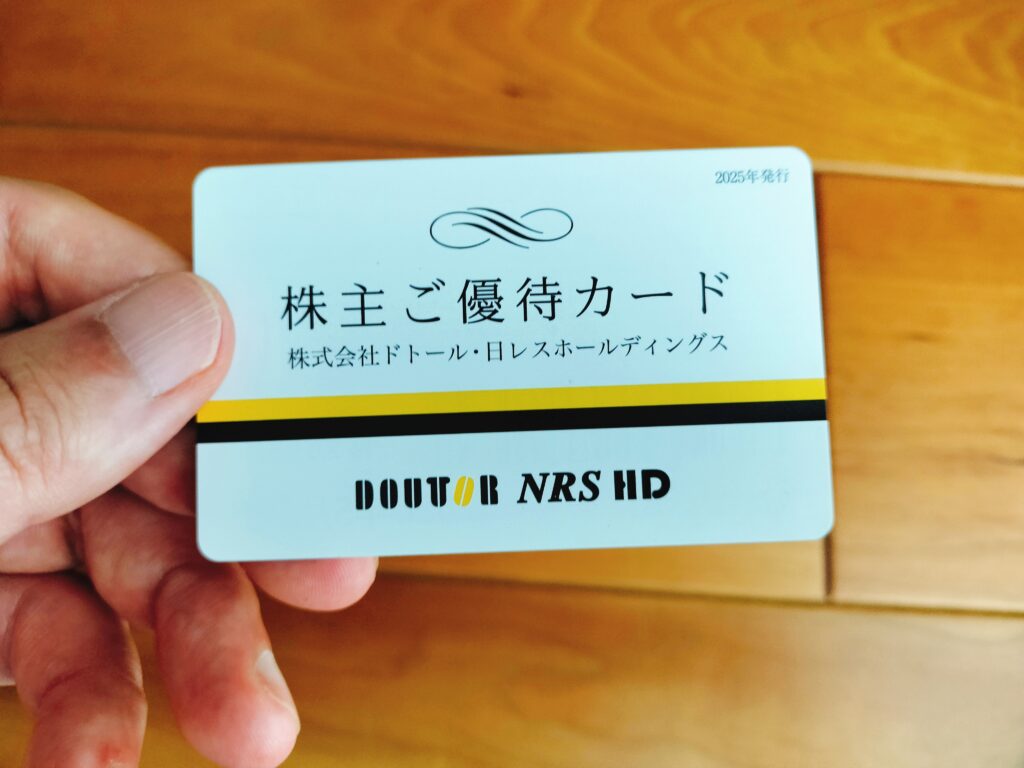 2025年発行
株主ご優待カード
株式会社ドトール・日レスホールディングス
DOUTOR NRS HD